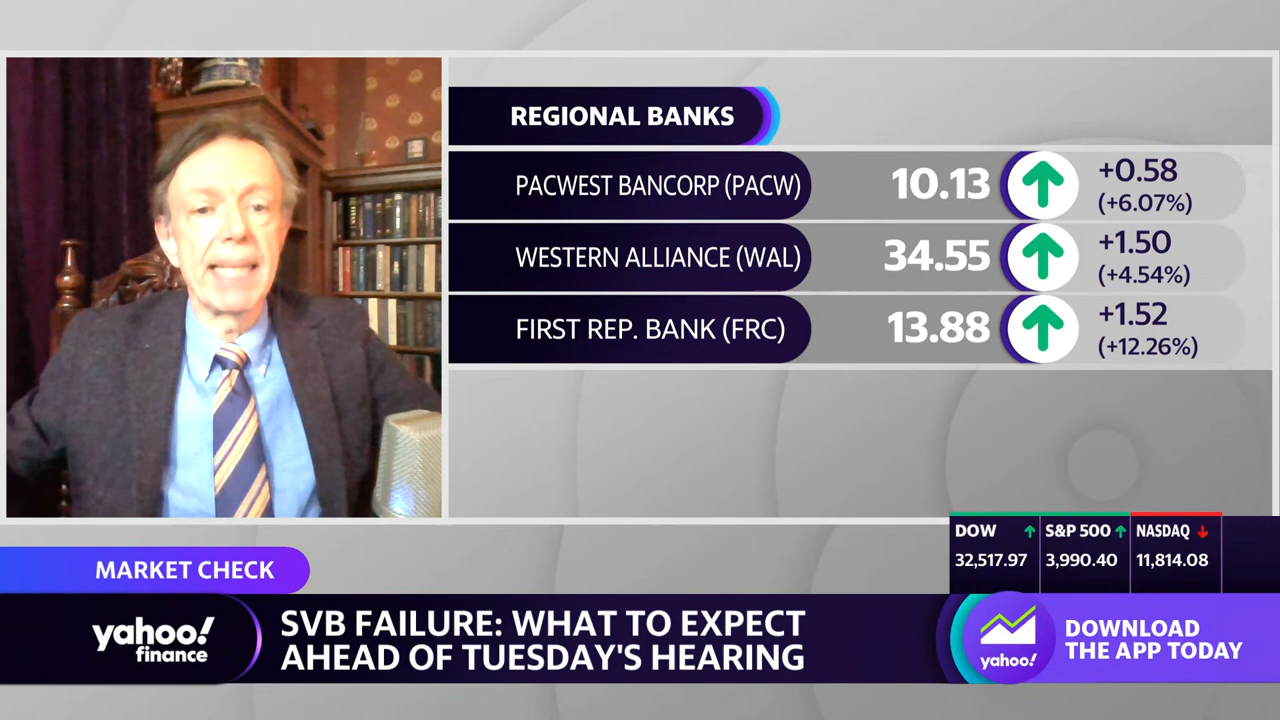 REGIONAL BANKS
PACWEST BANCORP (PACW) 10.13 +0.58
(+6.07%)
WESTERN ALLIANCE (WAL) 34.55 +1.50
(+4.54%)
FIRST REP. BANK (FRC) 13.88 +1.52
(+12.26%)
DOW S&P 500 NASDAQ
32,517.97 3,990.40 11,814.08
MARKET CHECK
yahoo!
finance
SVB FAILURE: WHAT TO EXPECT
AHEAD OF TUESDAY'S HEARING
yahoo!
DOWNLOAD
THE APP TODAY